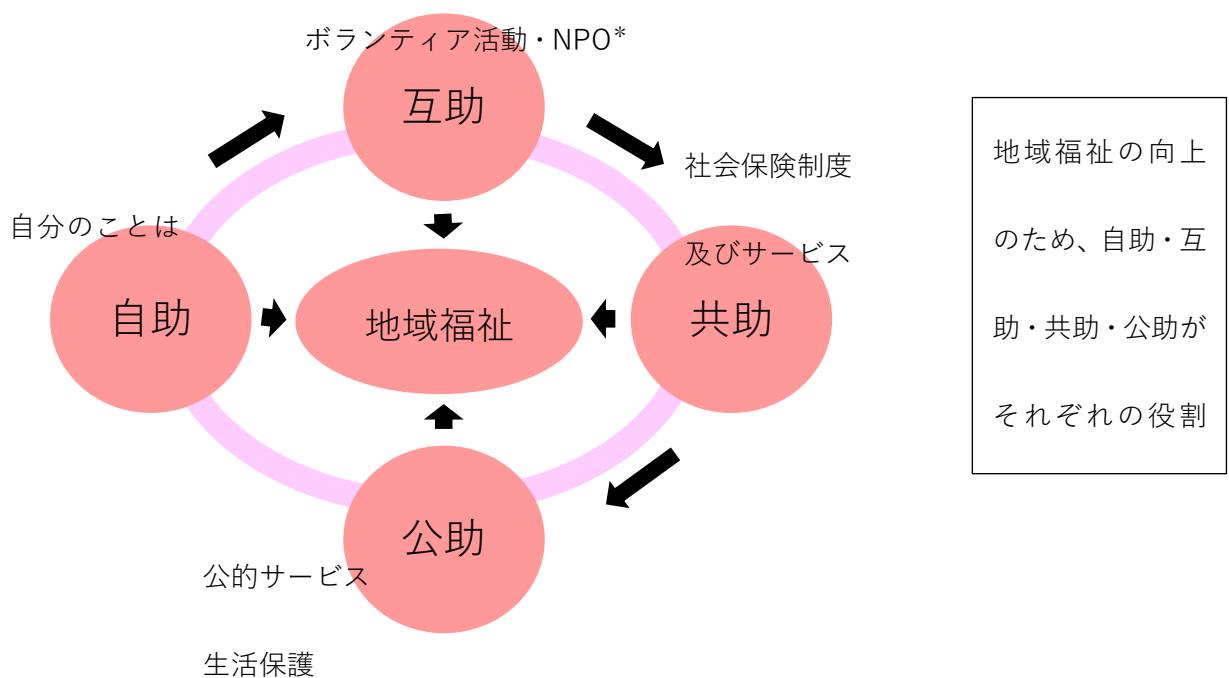 ボランティア活動・NPO*
互助
社会保険制度
及びサービス
共助
自分のことは
自助
地域福祉
公助
公的サービス
生活保護
地域福祉の向上
のため、自助・互
助・共助・公助が
それぞれの役割